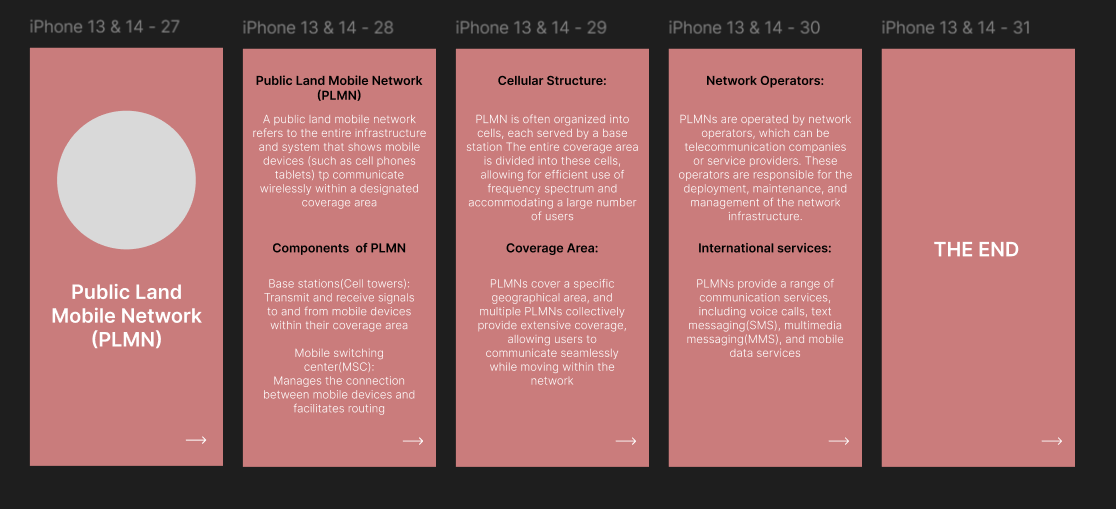 iPhone 13 & 14 - 27
Public Land
Mobile Network
(PLMN)
iPhone 13 & 14 - 28
Public Land Mobile Network
(PLMN)
A public land mobile network
refers to the entire infrastructure
and system that shows mobile
devices (such as cell phones
tablets) tp communicate
wirelessly within a designated
coverage area
Components  of PLMN
Base stations(Cell towers):
Transmit and receive signals
to and from mobile devices
within their coverage area
Mobile switching
center(MSC):
Manages the connection
between mobile devices and
facilitates routing
iPhone 13 & 14 - 29
Cellular Structure:
PLMN is often organized into
cells, each served by a base
station The entire coverage area
is divided into these cells,
allowing for efficient use of
frequency spectrum and
accommodating a large number
of users
Coverage Area:
PLMNs cover a specific
geographical area, and
multiple PLMNs collectively
provide extensive coverage,
allowing users to
communicate seamlessly
while moving within the
network
iPhone 13 & 14 - 30
Network Operators:
PLMNs are operated by network
operators, which can be
telecommunication companies
or service providers. These
operators are responsible for the
deployment, maintenance, and
management of the network
infrastructure.
International services:
PLMNs provide a range of
communication services,
including voice calls, text
messaging(SMS), multimedia
messaging(MMS), and mobile
data services
iPhone 13 & 14 - 31
THE END